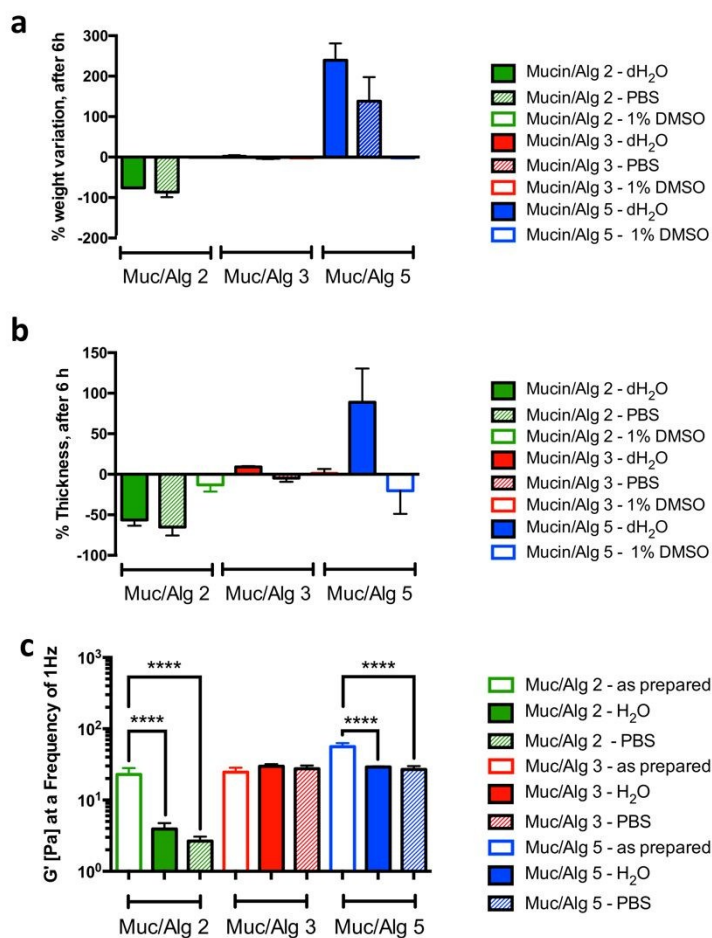 a
% weight variation, after 6h
300
200
100
0
-100
-200
Muc/Alg 2
Muc/Alg 3
Muc/Alg 5
Mucin/Alg 2 - dH₂O
Mucin/Alg 2 - PBS
Mucin/Alg 2 - 1% DMSO
Mucin/Alg 3 - dH₂O
Mucin/Alg 3 - PBS
Mucin/Alg 3 - 1% DMSO
Mucin/Alg 5 - dH₂O
Mucin/Alg 5 - 1% DMSO
b
% Thickness, after 6 h
150
100
50
0
-50
-100
Muc/Alg 2
Muc/Alg 3
Muc/Alg 5
Mucin/Alg 2 - dH₂O
Mucin/Alg 2 - PBS
Mucin/Alg 2 - 1% DMSO
Mucin/Alg 3 - dH₂O
Mucin/Alg 3 - PBS
Mucin/Alg 3 - 1% DMSO
Mucin/Alg 5 - dH₂O
Mucin/Alg 5 - 1% DMSO
c
G' [Pa] at a Frequency of 1Hz
10³
10²
10¹
10⁰
****
****
****
****
Muc/Alg 2
Muc/Alg 3
Muc/Alg 5
Muc/Alg 2 - as prepared
Muc/Alg 2 - H₂O
Muc/Alg 2 - PBS
Muc/Alg 3 - as prepared
Muc/Alg 3 - H₂O
Muc/Alg 3 - PBS
Muc/Alg 5 - as prepared
Muc/Alg 5 - H₂O
Muc/Alg 5 - PBS